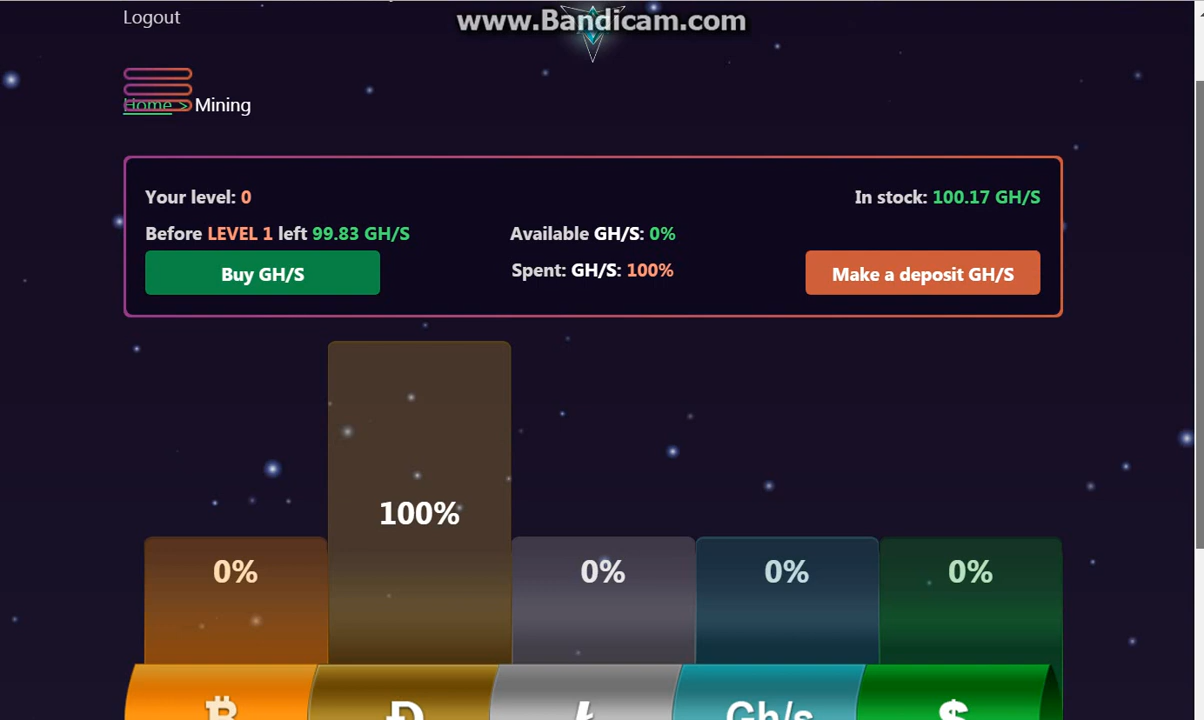 Logout
www.Bandicam.com
Home > Mining
Your level: 0
In stock: 100.17 GH/S
Before LEVEL 1 left 99.83 GH/S
Available GH/S: 0%
Buy GH/S
Spent: GH/S: 100%
Make a deposit GH/S
100%
0%
0%
0%
0%
₿
Ð
Ł
Gh/s
$